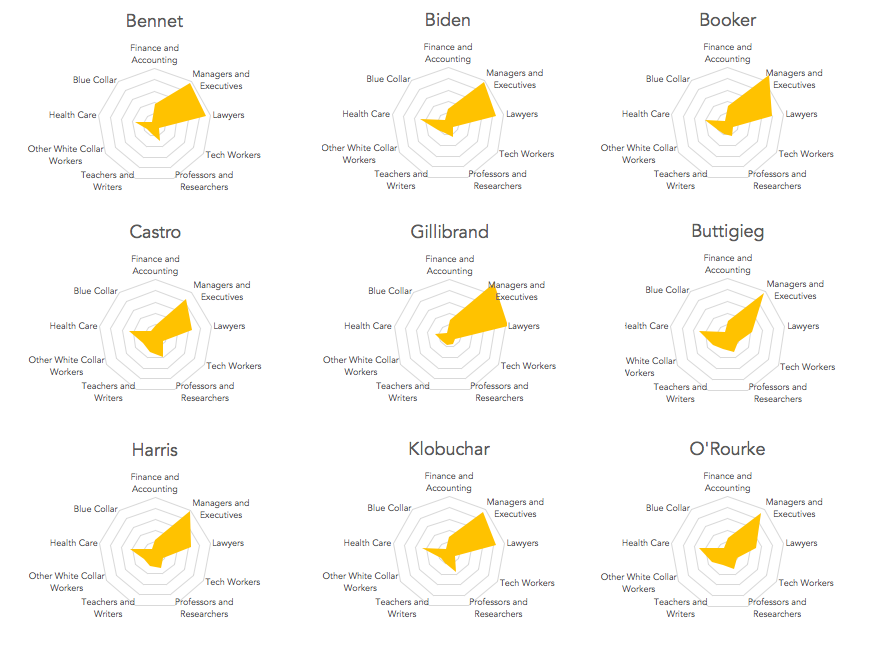 Bennet
Finance and
Accounting
Managers and
Executives
Blue Collar
Health Care
Lawyers
Other White Collar
Workers
Tech Workers
Teachers and
Writers
Professors and
Researchers
Biden
Finance and
Accounting
Managers and
Executives
Blue Collar
Health Care
Lawyers
Other White Collar
Workers
Tech Workers
Teachers and
Writers
Professors and
Researchers
Booker
Finance and
Accounting
Managers and
Executives
Blue Collar
Health Care
Lawyers
Other White Collar
Workers
Tech Workers
Teachers and
Writers
Professors and
Researchers
Castro
Finance and
Accounting
Managers and
Executives
Blue Collar
Health Care
Lawyers
Other White Collar
Workers
Tech Workers
Teachers and
Writers
Professors and
Researchers
Gillibrand
Finance and
Accounting
Managers and
Executives
Blue Collar
Health Care
Lawyers
Other White Collar
Workers
Tech Workers
Teachers and
Writers
Professors and
Researchers
Buttigieg
Finance and
Accounting
Managers and
Executives
Blue Collar
ealth Care
Lawyers
White Collar
orkers
Tech Workers
Teachers and
Writers
Professors and
Researchers
Harris
Finance and
Accounting
Managers and
Executives
Blue Collar
Health Care
Lawyers
Other White Collar
Workers
Tech Workers
Teachers and
Writers
Professors and
Researchers
Klobuchar
Finance and
Accounting
Managers and
Executives
Blue Collar
Health Care
Lawyers
Other White Collar
Workers
Tech Workers
Teachers and
Writers
Professors and
Researchers
O'Rourke
Finance and
Accounting
Managers and
Executives
Blue Collar
Health Care
Lawyers
Other White Collar
Workers
Tech Workers
Teachers and
Writers
Professors and
Researchers